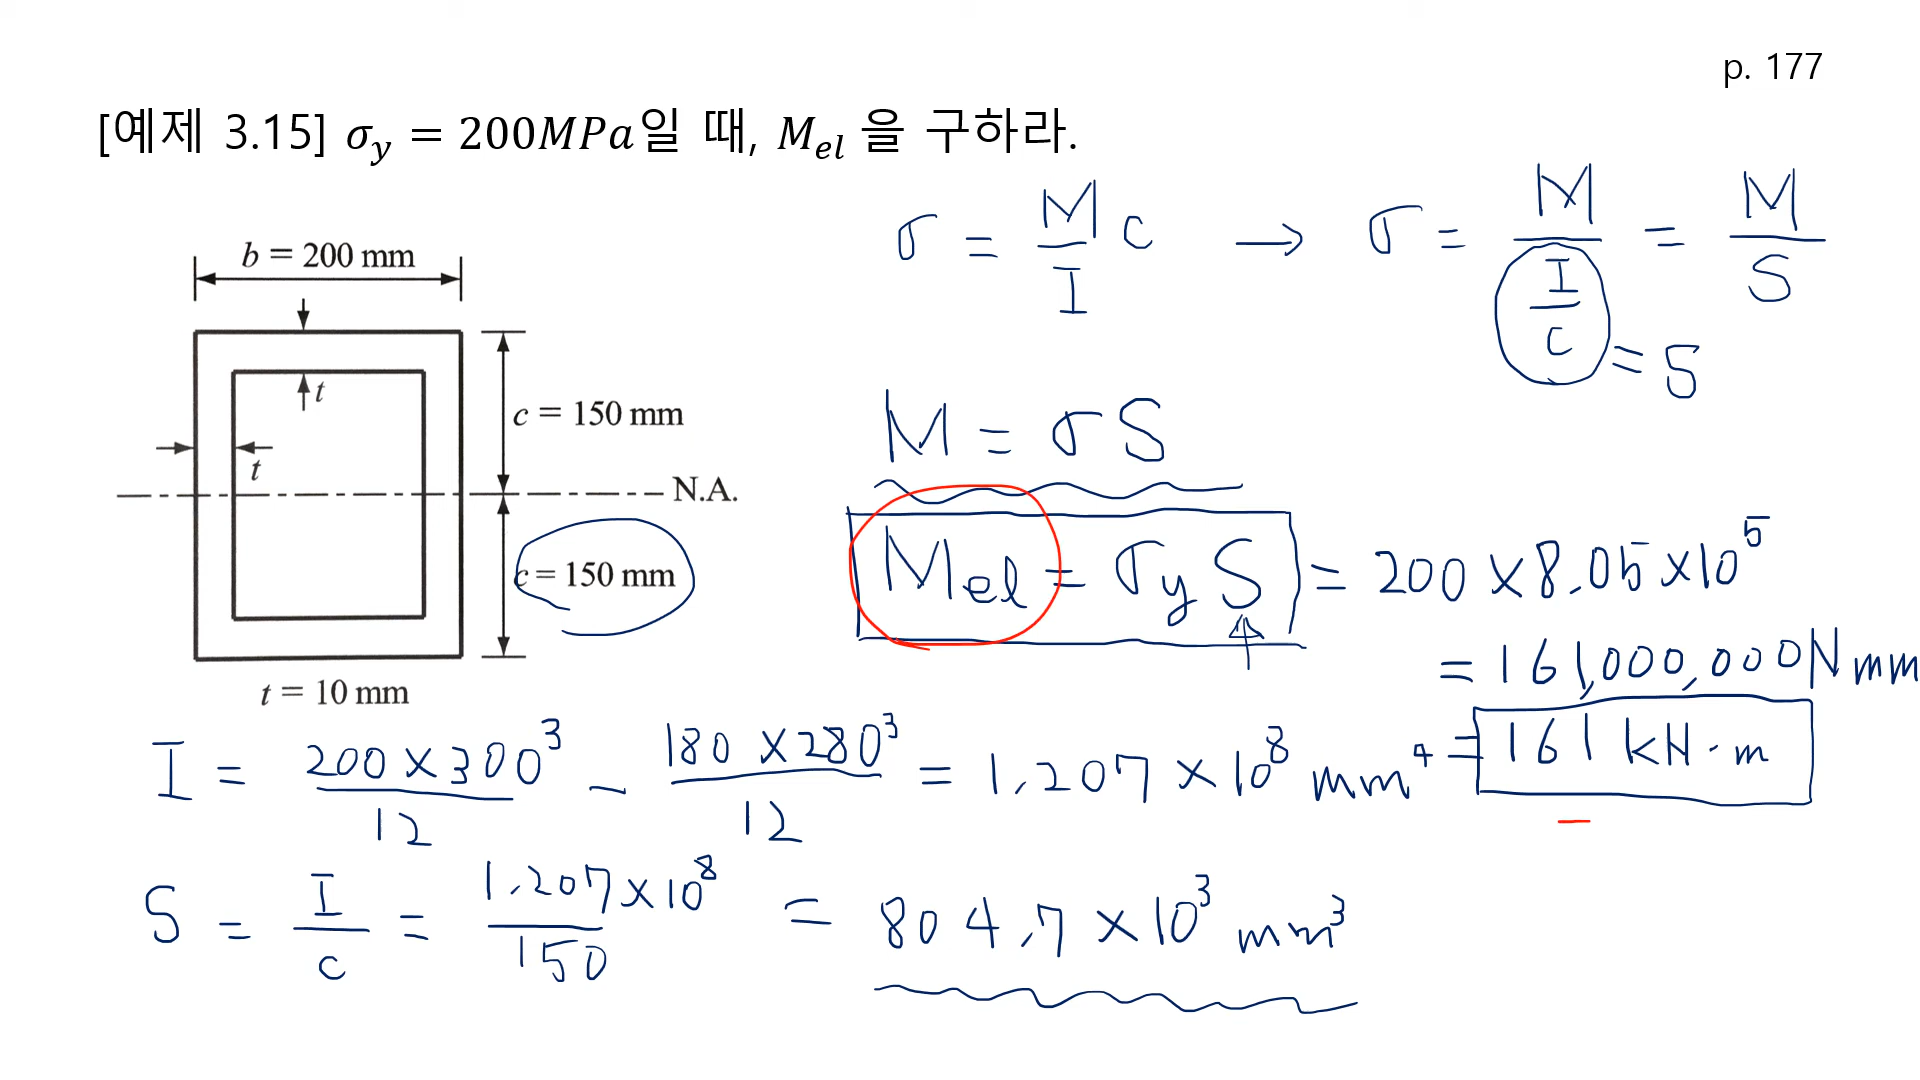 p. 177
[예제 3.15] σy = 200MPa일 때, Mel 을 구하라.
b = 200 mm
t
c = 150 mm
t
N.A.
c = 150 mm
t = 10 mm
σ = M/I c → σ = M/(I/c) = M/S
= S
M = σS
Mel = σy S = 200 × 8.05 × 10^5
= 161,000,000 N mm
= 161 kN·m
I = 200 × 300^3/12 - 180 × 280^3/12 = 1.207 × 10^8 mm^4
S = I/c = 1.207 × 10^8/150 = 804.7 × 10^3 mm^3